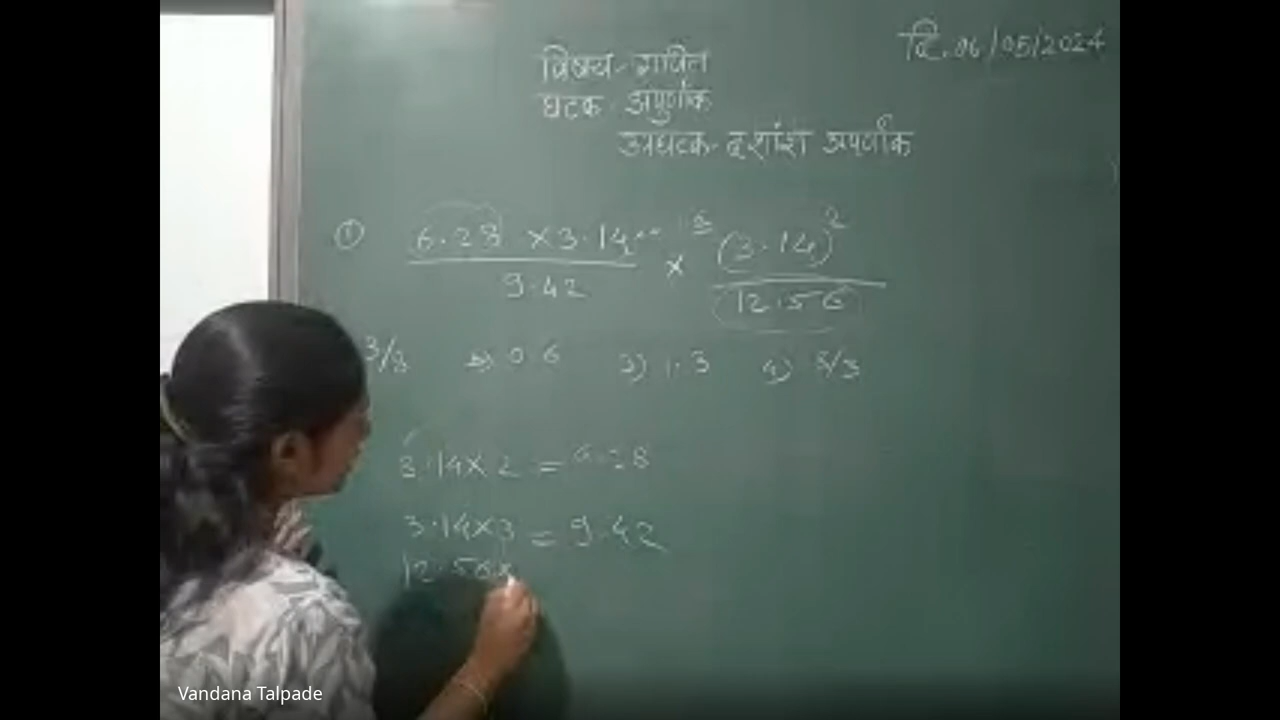 दि. 06/05/2024
विषय - गणित
घटक - अपुर्णांक
उपघटक - दशांश अपूर्णांक
① 6.28 × 3.14 × (3.14)²
9.42 12.56
3/8 0.6 3) 1.3 4) 8/3
3.14 × 2 = 6.28
3.14 × 3 = 9.42
12.56
Vandana Talpade